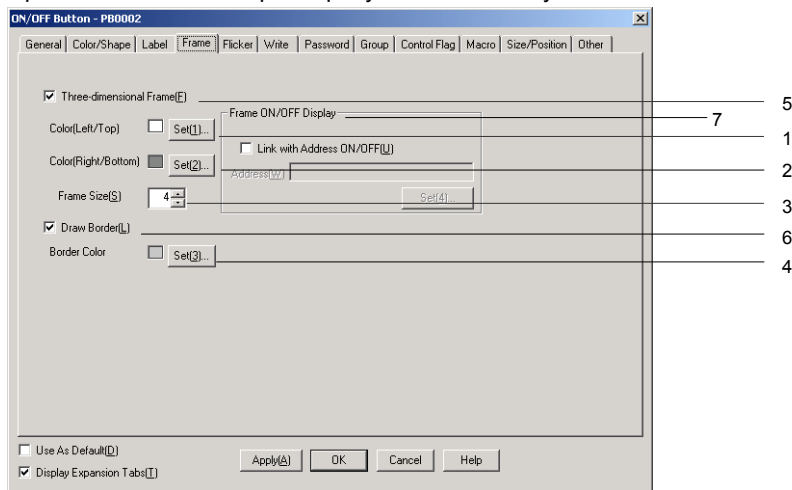 ON/OFF Button - PB0002
General Color/Shape Label Frame Flicker Write Password Group Control Flag Macro Size/Position Other
Three-dimensional Frame(F)
5
Frame ON/OFF Display
7
Color(Left/Top) Set(1)...
1
Link with Address ON/OFF(U)
Color(Right/Bottom) Set(2)...
2
Address(W)
Frame Size(S) 4
Set(4)...
3
Draw Border(L)
6
Border Color Set(3)...
4
Use As Default(D)
Display Expansion Tabs(T)
Apply(A) OK Cancel Help